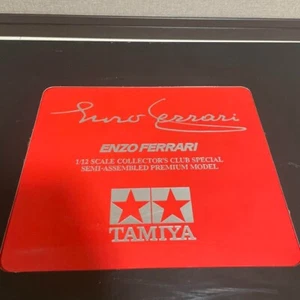 Enzo Ferrari
ENZO FERRARI
1/12 SCALE COLLECTOR'S CLUB SPECIAL
SEMI-ASSEMBLED PREMIUM MODEL
TAMIYA